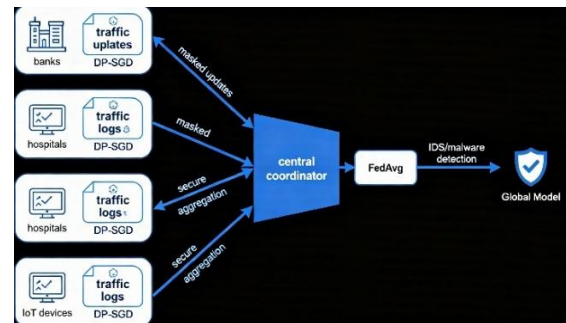 traffic
uplates
banks
DP-SGD
masked updates
traffic
logs
hospitals
DP-SGD
masked
central
coordinator
FedAvg
IDS/malware
detection
Global Model
traffic
logs
hospitals
DP-SGD
secure
aggregation
traffic
logs
IoT devices
DP-SGD
secure
aggregation